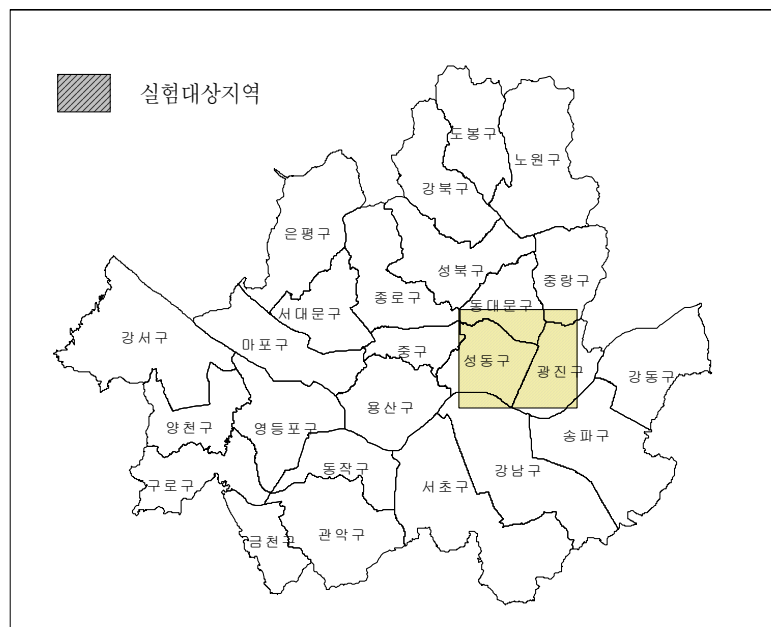 실험대상지역
도봉구
노원구
강북구
은평구
성북구
중랑구
종로구
동대문구
서대문구
강서구
마포구
중구
성동구
광진구
강동구
용산구
양천구
영등포구
송파구
동작구
강남구
구로구
서초구
관악구
금천구